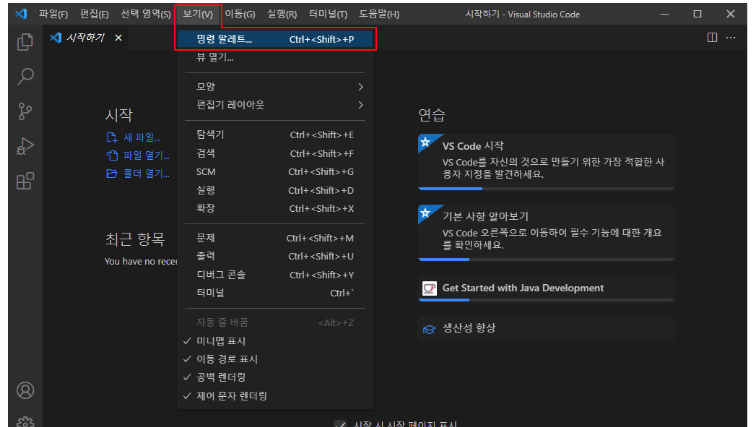 파일(F) 편집(E) 선택 영역(S) 보기(V) 이동(G) 실행(R) 터미널(T) 도움말(H) 시작하기 - Visual Studio Code
시작하기
명령 팔레트... Ctrl+<Shift>+P
뷰 열기...
모양
편집기 레이아웃
탐색기 Ctrl+<Shift>+E
검색 Ctrl+<Shift>+F
SCM Ctrl+<Shift>+G
실행 Ctrl+<Shift>+D
확장 Ctrl+<Shift>+X
문제 Ctrl+<Shift>+M
출력 Ctrl+<Shift>+U
디버그 콘솔 Ctrl+<Shift>+Y
터미널 Ctrl+`
자동 줄 바꿈 <Alt>+Z
미니맵 표시
이동 경로 표시
공백 렌더링
제어 문자 렌더링
시작
새 파일...
파일 열기...
폴더 열기...
최근 항목
You have no recen
연습
VS Code 시작
VS Code를 자신의 것으로 만들기 위한 가장 적합한 사
용자 지정을 발견하세요.
기본 사항 알아보기
VS Code 오른쪽으로 이동하여 필수 기능에 대한 개요
를 확인하세요.
Get Started with Java Development
생산성 향상
시작 시 시작 페이지 표시